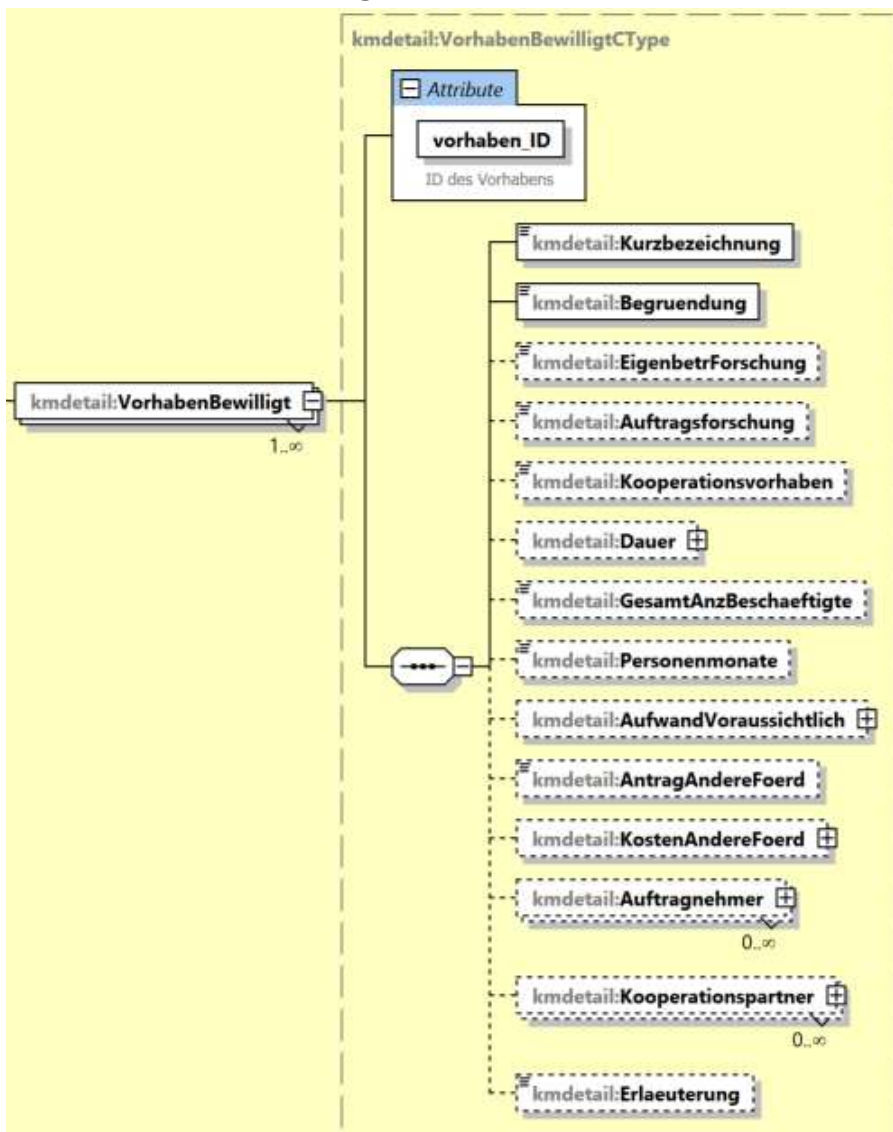 kmdetail:VorhabenBewilligtCType
Attribute
vorhaben_ID
ID des Vorhabens
kmdetail:Kurzbezeichnung
kmdetail:Begruendung
kmdetail:EigenbetrForschung
kmdetail:VorhabenBewilligt
1..∞
kmdetail:Auftragsforschung
kmdetail:Kooperationsvorhaben
kmdetail:Dauer
kmdetail:GesamtAnzBeschaeftigte
kmdetail:Personenmonate
kmdetail:AufwandVoraussichtlich
kmdetail:AntragAndereFoerd
kmdetail:KostenAndereFoerd
kmdetail:Auftragnehmer
0..∞
kmdetail:Kooperationspartner
0..∞
kmdetail:Erlaeuterung